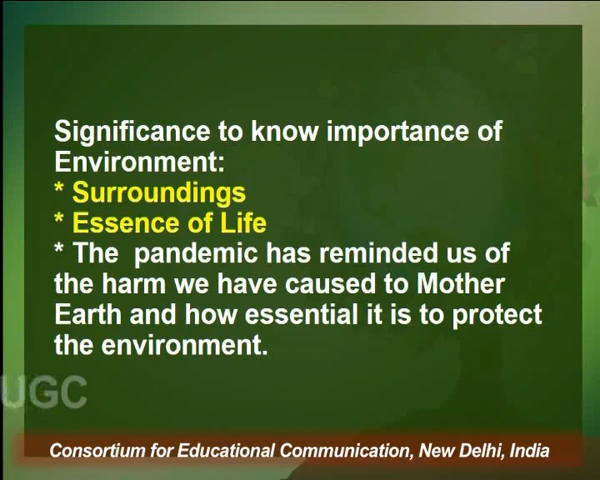 Significance to know importance of
Environment:
* Surroundings
* Essence of Life
* The pandemic has reminded us of
the harm we have caused to Mother
Earth and how essential it is to protect
the environment.
UGC
Consortium for Educational Communication, New Delhi, India